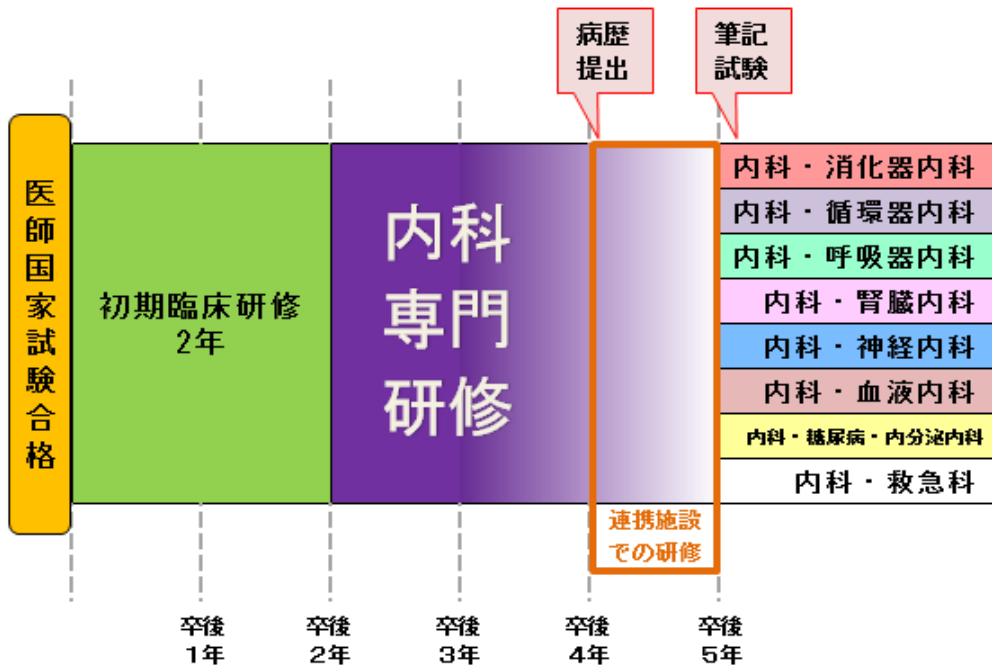 病歴
提出
筆記
試験
医師国家試験合格
初期臨床研修
2年
内科
専門
研修
内科・消化器内科
内科・循環器内科
内科・呼吸器内科
内科・腎臓内科
内科・神経内科
内科・血液内科
内科・糖尿病・内分泌内科
内科・救急科
連携施設
での研修
卒後
1年
卒後
2年
卒後
3年
卒後
4年
卒後
5年